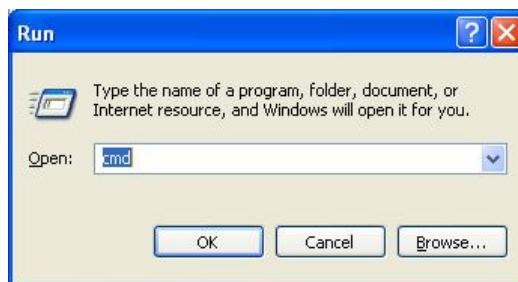 Run
Type the name of a program, folder, document, or
Internet resource, and Windows will open it for you.
Open: cmd
OK Cancel Browse...